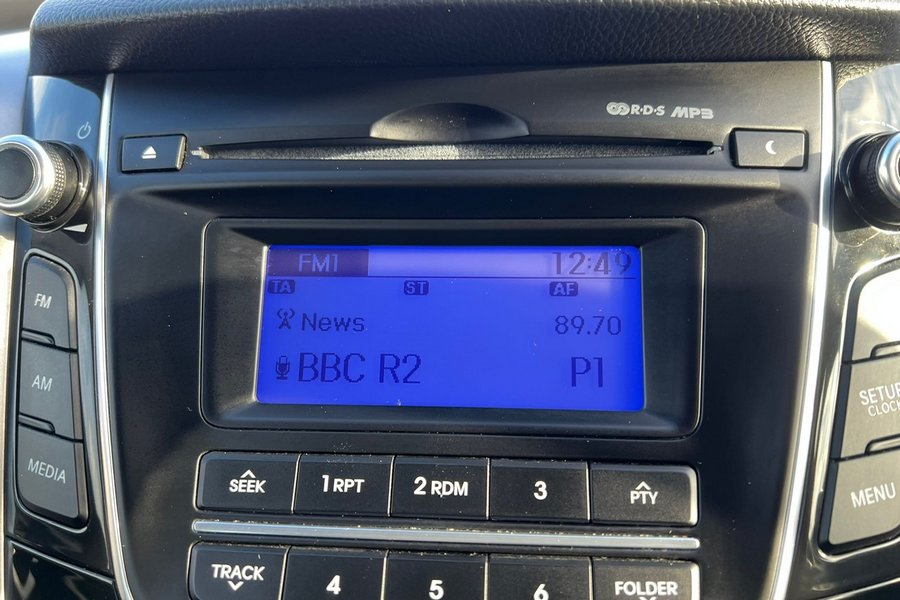 R·D·S MP3
FM1 12:49
TA ST AF
News 89.70
BBC R2 P1
FM
AM
MEDIA
SETUP
CLOCK
MENU
SEEK 1 RPT 2 RDM 3 PTY
TRACK 4 5 6 FOLDER